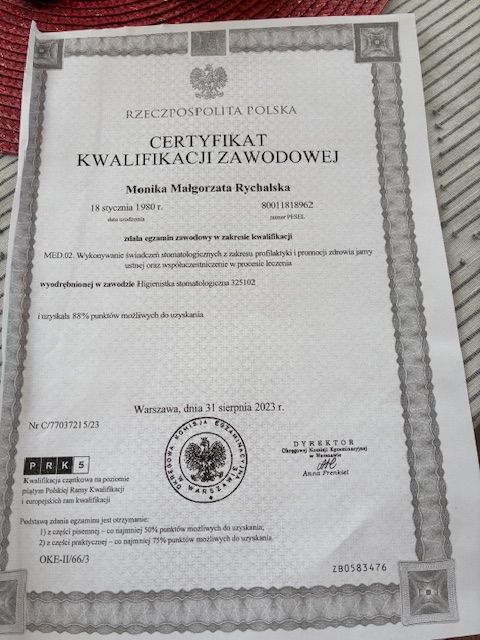 RZECZPOSPOLITA POLSKA
CERTYFIKAT
KWALIFIKACJI ZAWODOWEJ
Monika Małgorzata Rychalska
18 stycznia 1980 r. 80011818962
data urodzenia numer PESEL
zdała egzamin zawodowy w zakresie kwalifikacji
MED.02. Wykonywanie świadczeń stomatologicznych z zakresu profilaktyki i promocji zdrowia jamy
ustnej oraz współuczestniczenie w procesie leczenia
wyodrębnionej w zawodzie Higienistka stomatologiczna 325102
i uzyskała 88% punktów możliwych do uzyskania
Warszawa, dnia 31 sierpnia 2023 r.
Nr C/77037215/23
OKRĘGOWA KOMISJA EGZAMINACYJNA
W WARSZAWIE
DYREKTOR
Okręgowej Komisji Egzaminacyjnej
w Warszawie
Anna Frenkiel
PRK 5
Kwalifikacja cząstkowa na poziomie
piątym Polskiej Ramy Kwalifikacji
i europejskich ram kwalifikacji
Podstawą zdania egzaminu jest otrzymanie:
1) z części pisemnej – co najmniej 50% punktów możliwych do uzyskania;
2) z części praktycznej – co najmniej 75% punktów możliwych do uzyskania.
OKE-II/66/3
ZB0583476